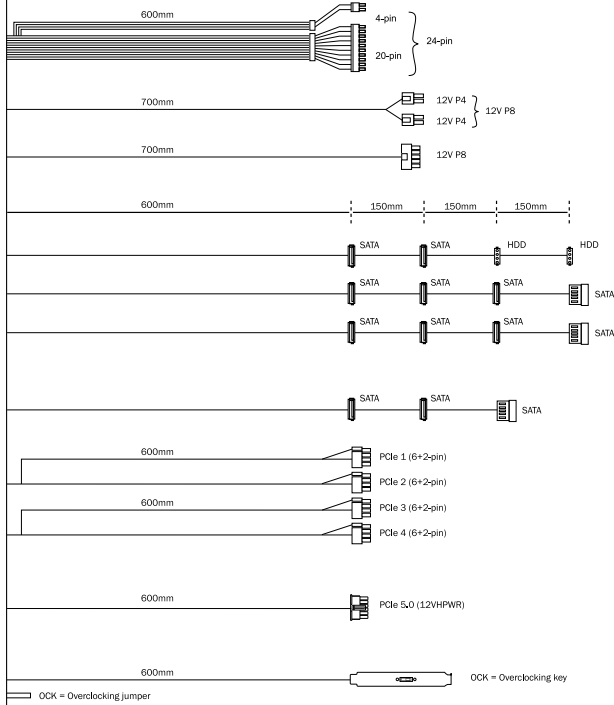 600mm
4-pin
20-pin
24-pin
700mm
12V P4
12V P4
12V P8
700mm
12V P8
600mm 150mm 150mm 150mm
SATA SATA HDD HDD
SATA SATA SATA SATA
SATA SATA SATA SATA
SATA SATA SATA
600mm
PCIe 1 (6+2-pin)
600mm
PCIe 2 (6+2-pin)
600mm
PCIe 3 (6+2-pin)
600mm
PCIe 4 (6+2-pin)
600mm
PCIe 5.0 (12VHPWR)
600mm
OCK = Overclocking key
OCK = Overclocking jumper